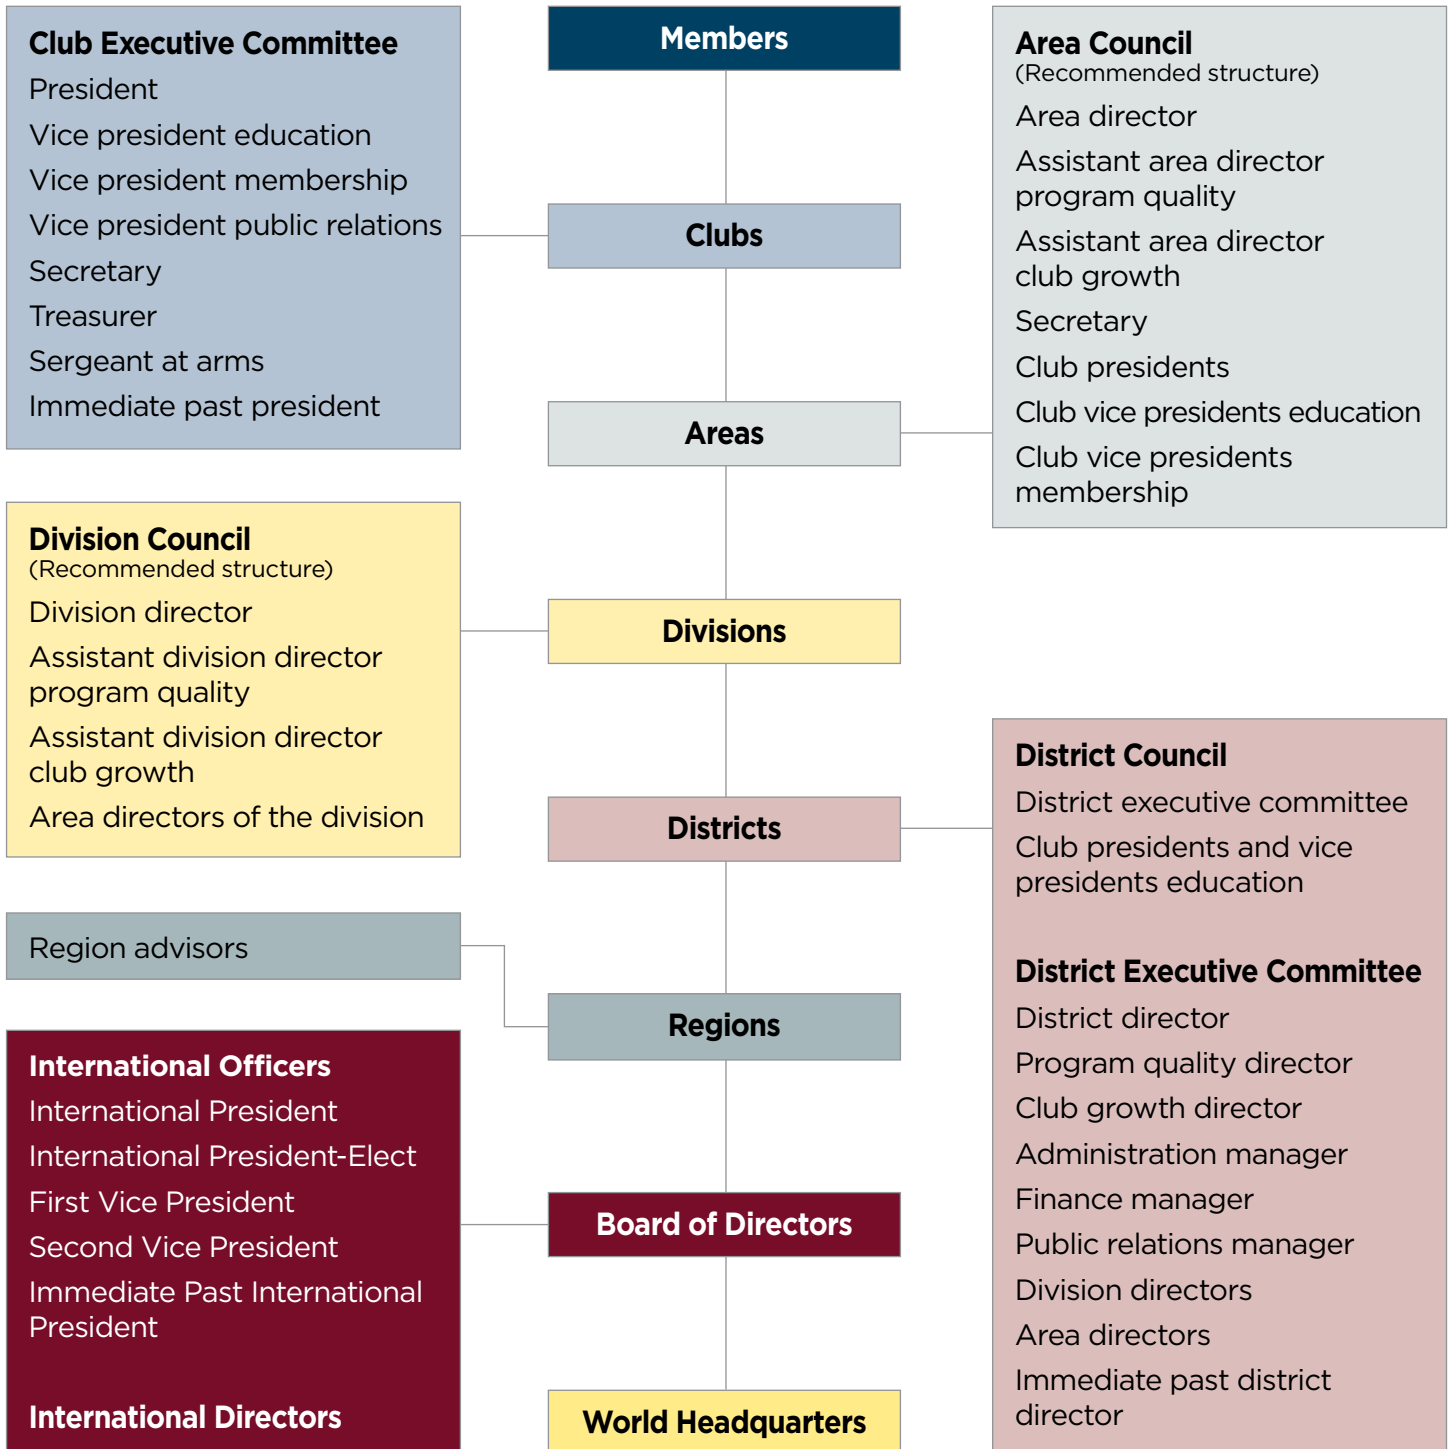 Members
Club Executive Committee
President
Vice president education
Vice president membership
Vice president public relations
Secretary
Treasurer
Sergeant at arms
Immediate past president
Clubs
Area Council
(Recommended structure)
Area director
Assistant area director
program quality
Assistant area director
club growth
Secretary
Club presidents
Club vice presidents education
Club vice presidents
membership
Areas
Division Council
(Recommended structure)
Division director
Assistant division director
program quality
Assistant division director
club growth
Area directors of the division
Divisions
Districts
District Council
District executive committee
Club presidents and vice
presidents education
District Executive Committee
District director
Program quality director
Club growth director
Administration manager
Finance manager
Public relations manager
Division directors
Area directors
Immediate past district
director
Region advisors
Regions
International Officers
International President
International President-Elect
First Vice President
Second Vice President
Immediate Past International
President
International Directors
Board of Directors
World Headquarters